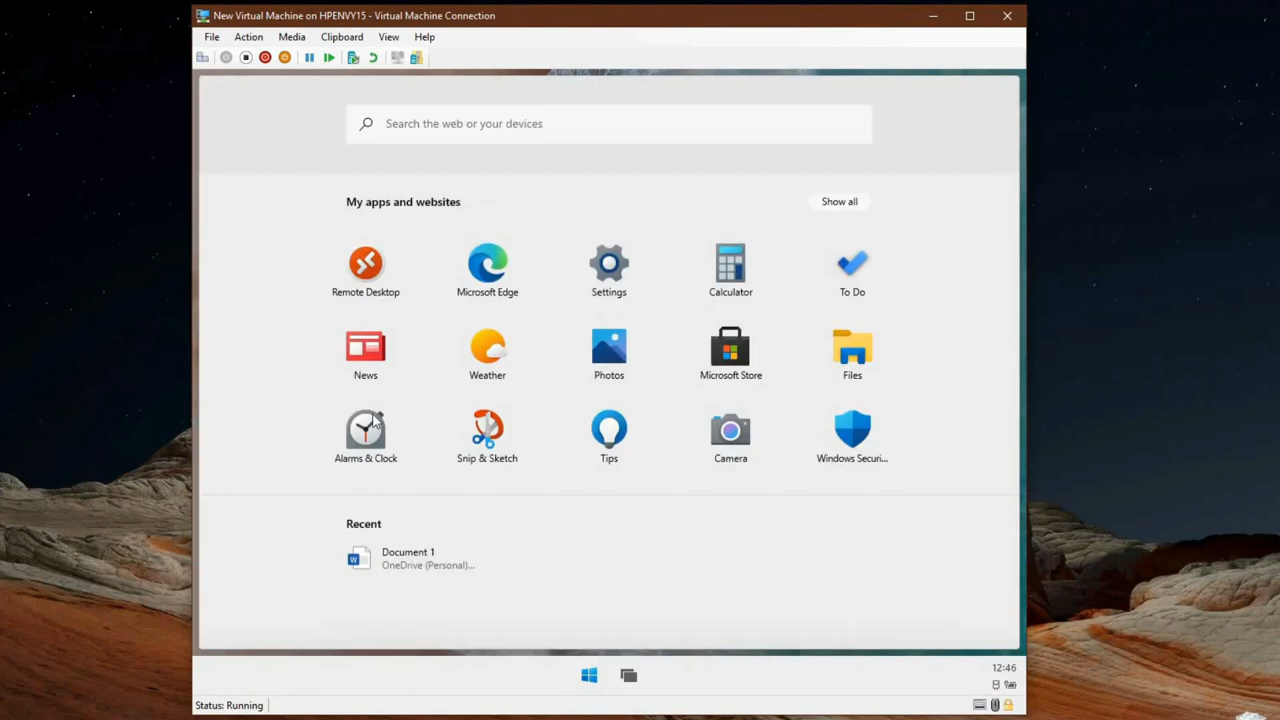 New Virtual Machine on HPENVY15 - Virtual Machine Connection
File Action Media Clipboard View Help
Search the web or your devices
My apps and websites
Show all
Remote Desktop Microsoft Edge Settings Calculator To Do
News Weather Photos Microsoft Store Files
Alarms & Clock Snip & Sketch Tips Camera Windows Securi...
Recent
Document 1
OneDrive (Personal)...
12:46
Status: Running